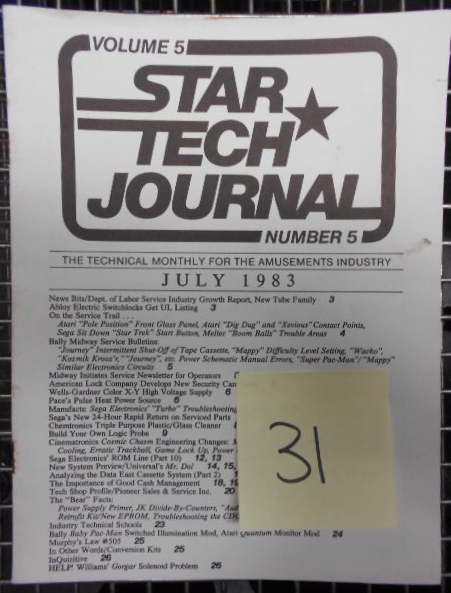 VOLUME 5
STAR
TECH
JOURNAL
NUMBER 5
THE TECHNICAL MONTHLY FOR THE AMUSEMENTS INDUSTRY
JULY 1983
News Bits/Dept. of Labor Service Industry Growth Report, New Tube Family 3
Abloy Electric Switchlocks Get UL Listing 3
On the Service Trail . . .
Atari "Pole Position" Front Glass Panel, Atari "Dig Dug" and "Xevious" Contact Points,
Sega Sit Down "Star Trek" Start Button, Meltec "Boom Balls" Trouble Areas 4
Bally Midway Service Bulletins:
"Journey" Intermittent Shut-Off of Tape Cassette, "Mappy" Difficulty Level Setting, "Wacko",
"Kozmik Krooz'r," "Journey", etc. Power Schematic Manual Errors, "Super Pac-Man"/"Mappy"
Similar Electronics Circuits 5
Midway Initiates Service Newsletter for Operators
American Lock Company Develops New Security Can
Wells-Gardner Color X-Y High Voltage Supply 6
Pace's Pulse Heat Power Source 6
Manufacts: Sega Electronics' "Turbo" Troubleshooting
Sega's New 24-Hour Rapid Return on Serviced Parts
Chemtronics Triple Purpose Plastic/Glass Cleaner
Build Your Own Logic Probe 9
Cinematronics Cosmic Chasm Engineering Changes:
Cooling, Erratic Trackball, Game Lock Up, Power
Sega Electronics' ROM Line (Part 10) 12, 13
New System Preview/Universal's Mr. Do! 14, 15,
Analyzing the Data East Cassette System (Part 2)
The Importance of Good Cash Management 18, 19
Tech Shop Profile/Pioneer Sales & Service Inc. 20
The "Bear" Facts:
Power Supply Primer, JK Divide-By-Counters, "Aud
Retrofit Kit/New EPROM, Troubleshooting the CDC
Industry Technical Schools 23
Bally Baby Pac-Man Switched Illumination Mod, Atari Quantum Monitor Mod 24
Murphy's Law #505 25
In Other Words/Conversion Kits 25
InQuizitive 26
HELP! Williams' Gorgar Solenoid Problem 26
31